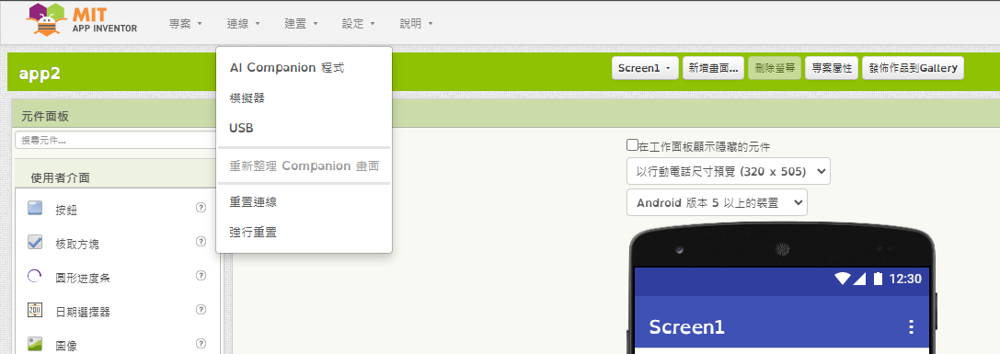 MIT
APP INVENTOR
專案 連線 建置 設定 說明
app2
Screen1 新增畫面... 刪除螢幕 專案屬性 發佈作品到Gallery
AI Companion 程式
模擬器
USB
重新整理 Companion 畫面
重置連線
強行重置
元件面板
搜尋元件...
使用者介面
按鈕 ?
核取方塊 ?
圆形进度条 ?
2011 日期選擇器 ?
圖像 ?
在工作面板顯示隱藏的元件
以行動電話尺寸預覽 (320 x 505)
Android 版本 5 以上的裝置
12:30
Screen1